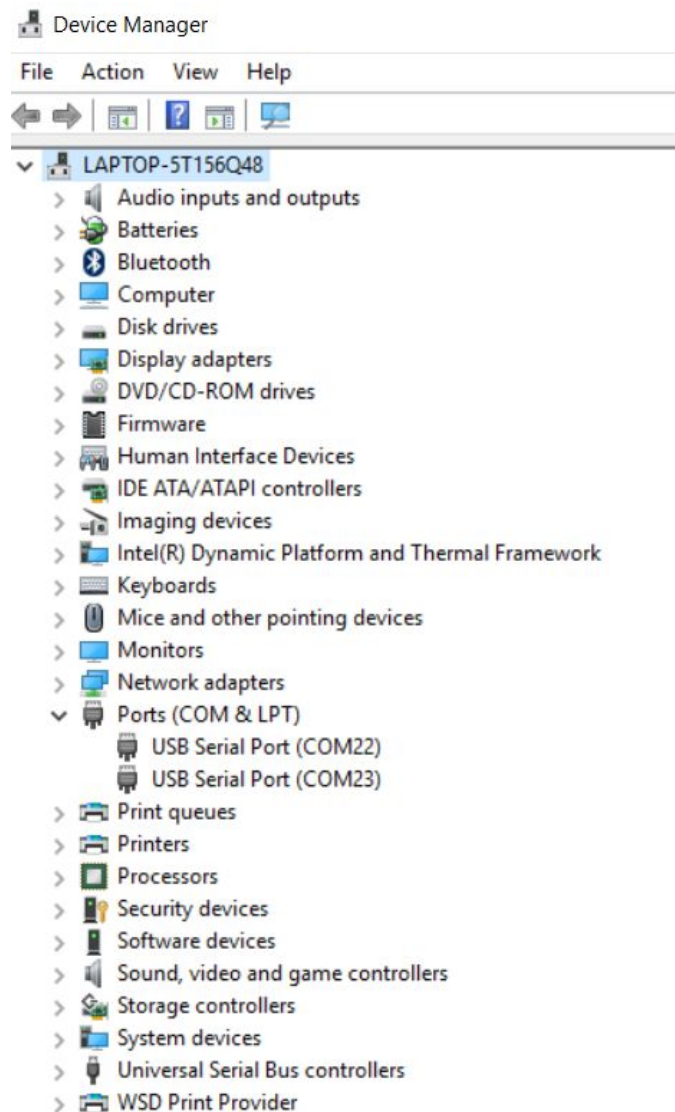 Device Manager
File Action View Help
LAPTOP-5T156Q48
Audio inputs and outputs
Batteries
Bluetooth
Computer
Disk drives
Display adapters
DVD/CD-ROM drives
Firmware
Human Interface Devices
IDE ATA/ATAPI controllers
Imaging devices
Intel(R) Dynamic Platform and Thermal Framework
Keyboards
Mice and other pointing devices
Monitors
Network adapters
Ports (COM & LPT)
USB Serial Port (COM22)
USB Serial Port (COM23)
Print queues
Printers
Processors
Security devices
Software devices
Sound, video and game controllers
Storage controllers
System devices
Universal Serial Bus controllers
WSD Print Provider